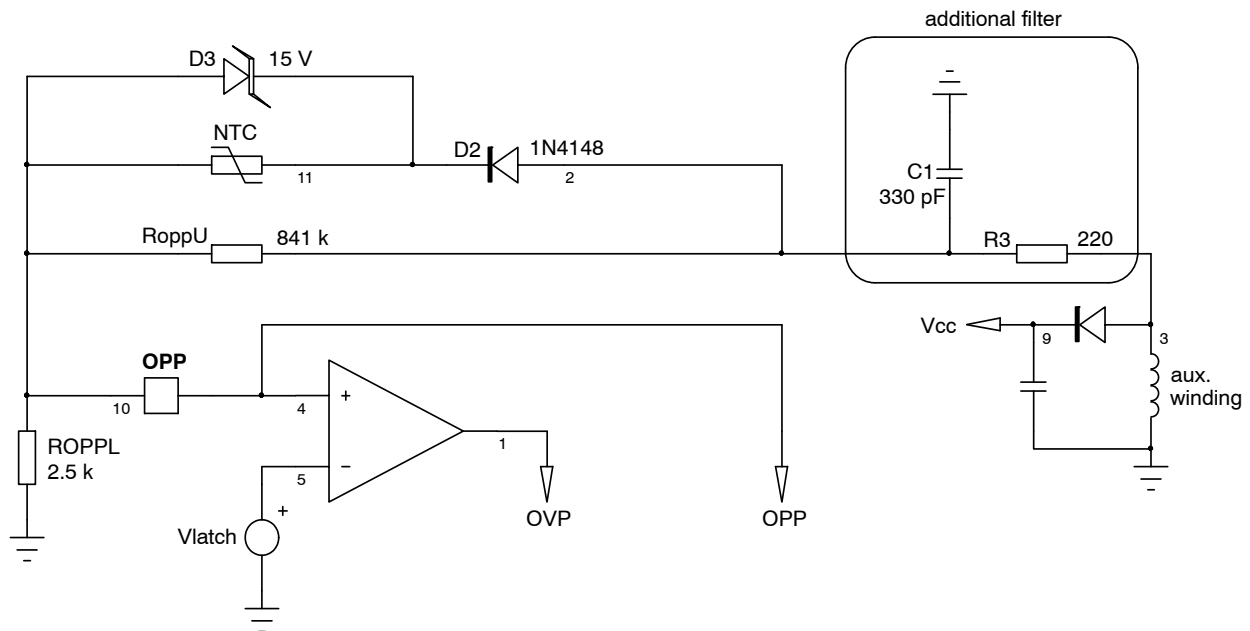 additional filter
D3
15 V
NTC
11
D2
1N4148
2
C1
330 pF
RoppU
841 k
R3
220
Vcc
9
3
aux.
winding
OPP
10
4
+
1
5
−
ROPPL
2.5 k
+
Vlatch
OVP
OPP